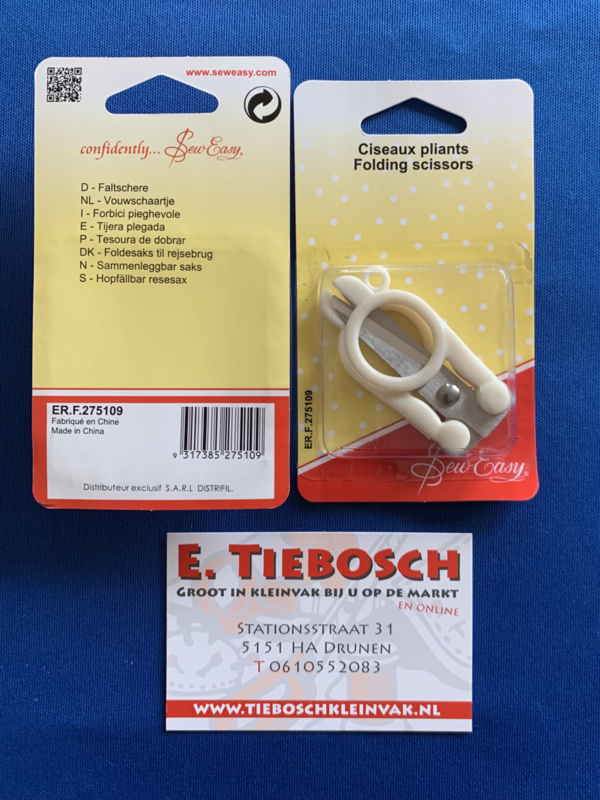 www.seweasy.com
confidently... Sew Easy®
D - Faltschere
NL - Vouwschaartje
I - Forbici pieghevole
E - Tijera plegada
P - Tesoura de dobrar
DK - Foldesaks til rejsebrug
N - Sammenleggbar saks
S - Hopfällbar resesax
ER.F.275109
Fabriqué en Chine
Made in China
9 317385 275109
Distributeur exclusif S.A.R.L DISTRIFIL.
Ciseaux pliants
Folding scissors
ER.F.275109
Sew Easy®
E. TIEBOSCH
GROOT IN KLEINVAK BIJ U OP DE MARKT
EN ONLINE
STATIONSSTRAAT 31
5151 HA DRUNEN
T 0610552083
WWW.TIEBOSCHKLEINVAK.NL